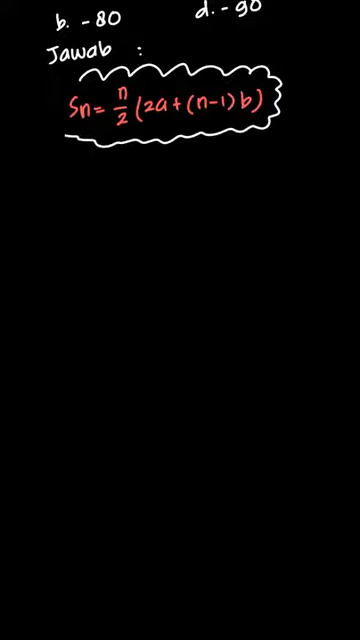 b. -80 d. -90
Jawab :
Sn = n/2 (2a + (n-1) b)